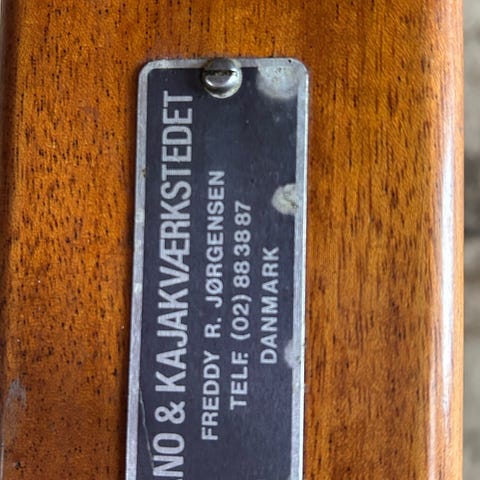 NO & KAJAKVÆRKSTEDET
FREDDY R. JØRGENSEN
TELF. (02) 88 38 87
DANMARK